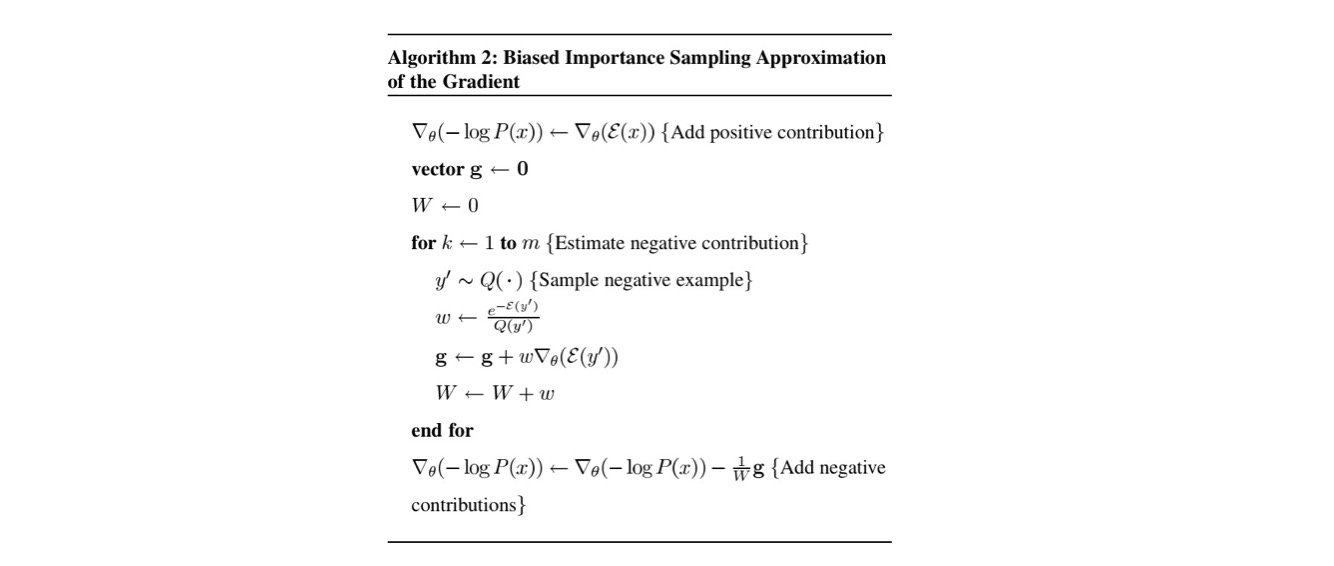 Algorithm 2: Biased Importance Sampling Approximation
of the Gradient
∇θ(− log P(x)) ← ∇θ(ℰ(x)) {Add positive contribution}
vector g ← 0
W ← 0
for k ← 1 to m {Estimate negative contribution}
y′ ∼ Q(·) {Sample negative example}
w ← e^{−ℰ(y′)} / Q(y′)
g ← g + w∇θ(ℰ(y′))
W ← W + w
end for
∇θ(− log P(x)) ← ∇θ(− log P(x)) − 1/W g {Add negative
contributions}